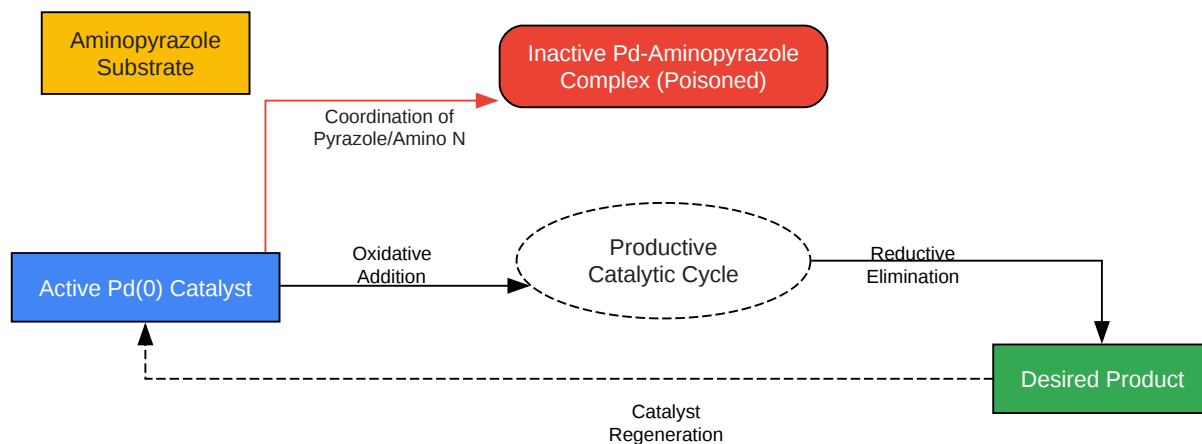 Aminopyrazole
Substrate
Inactive Pd-Aminopyrazole
Complex (Poisoned)
Coordination of
Pyrazole/Amino N
Active Pd(0) Catalyst
Oxidative
Addition
Productive
Catalytic Cycle
Reductive
Elimination
Desired Product
Catalyst
Regeneration